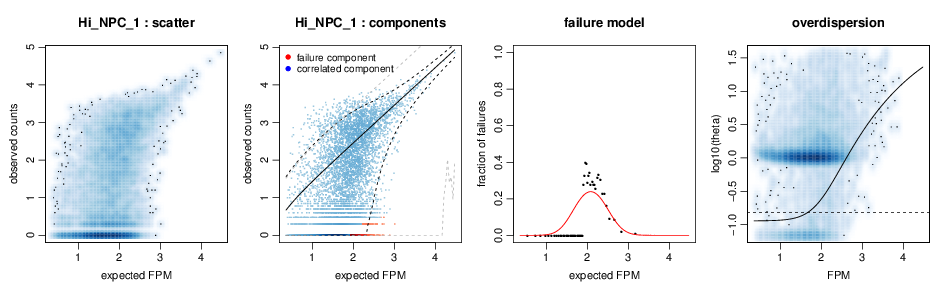 Hi_NPC_1 : scatter
observed counts
0 1 2 3 4 5
1 2 3 4
expected FPM
Hi_NPC_1 : components
failure component
correlated component
observed counts
0 1 2 3 4 5
1 2 3 4
expected FPM
failure model
fraction of failures
0.0 0.2 0.4 0.6 0.8 1.0
1 2 3 4
expected FPM
overdispersion
log10(theta)
-1.0 -0.5 0.0 0.5 1.0 1.5
1 2 3 4
FPM